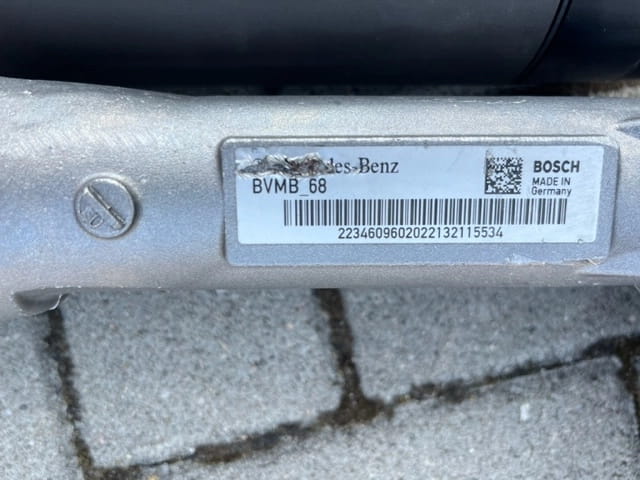 des-Benz
BVMB_68
BOSCH
MADE IN
Germany
2234609602022132115534